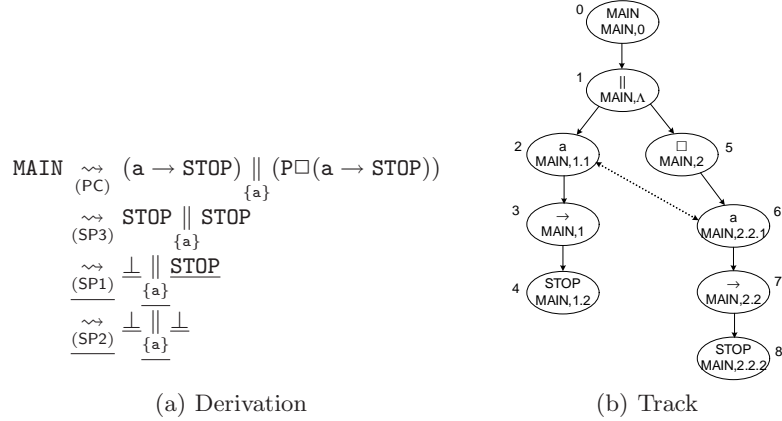 MAIN ⇝ (a → STOP) ∥ (P□(a → STOP))
(PC) {a}
⇝ STOP ∥ STOP
(SP3) {a}
⇝ ⊥ ∥ STOP
(SP1) {a}
⇝ ⊥ ∥ ⊥
(SP2) {a}
(a) Derivation
0
MAIN
MAIN,0
1
||
MAIN,Λ
2
a
MAIN,1.1
□
MAIN,2
5
3
→
MAIN,1
6
a
MAIN,2.2.1
4
STOP
MAIN,1.2
7
→
MAIN,2.2
8
STOP
MAIN,2.2.2
(b) Track